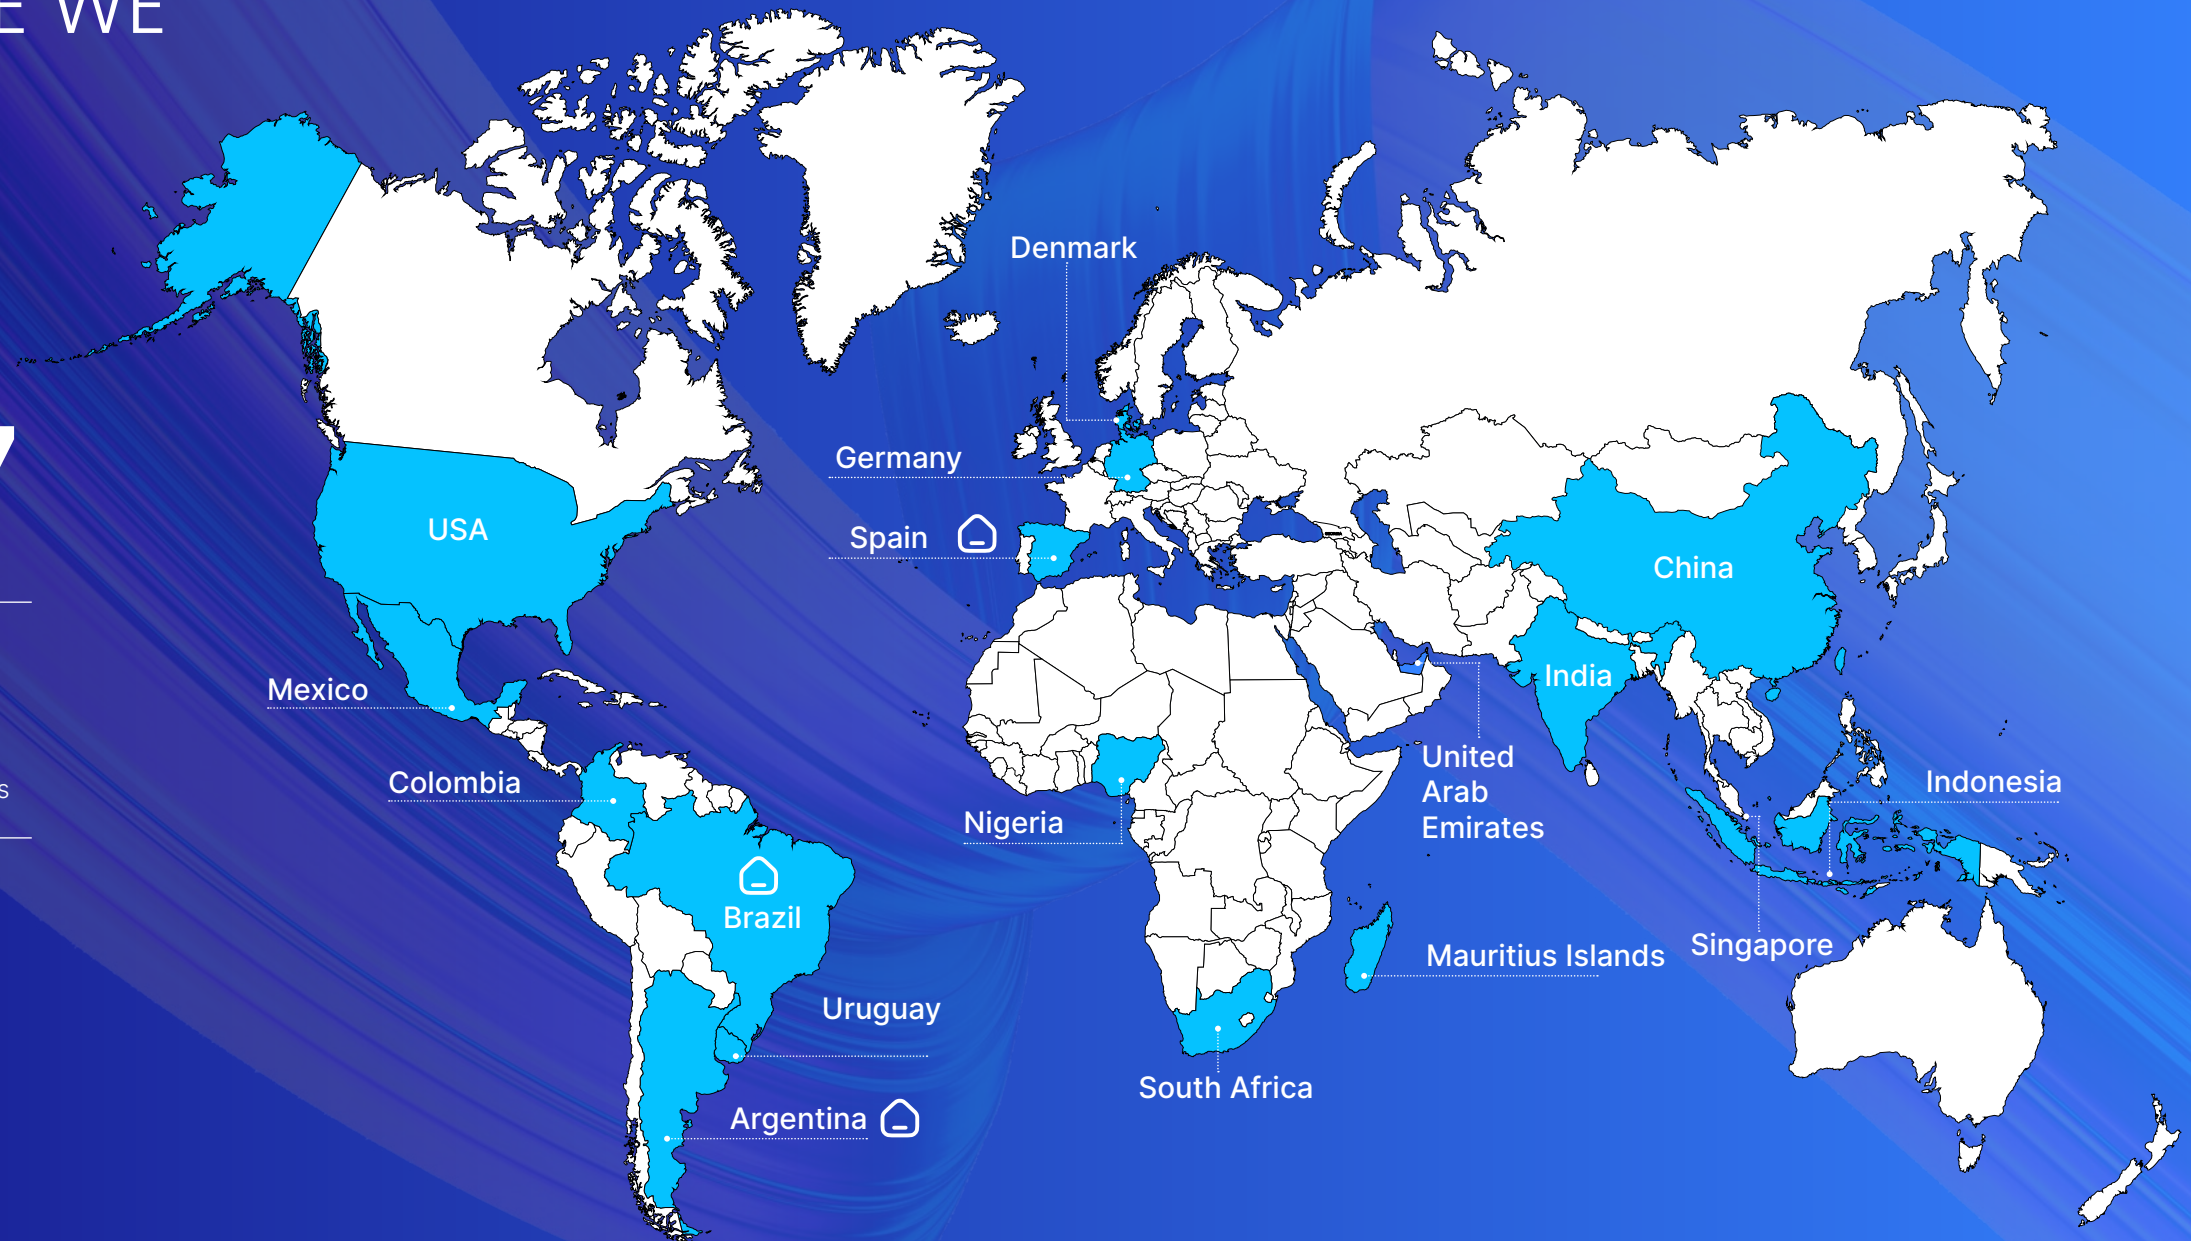 E WE
7
s
Denmark
Germany
Spain
USA
China
India
Mexico
Colombia
Nigeria
United
Arab
Emirates
Indonesia
Brazil
Mauritius Islands
Singapore
Uruguay
South Africa
Argentina